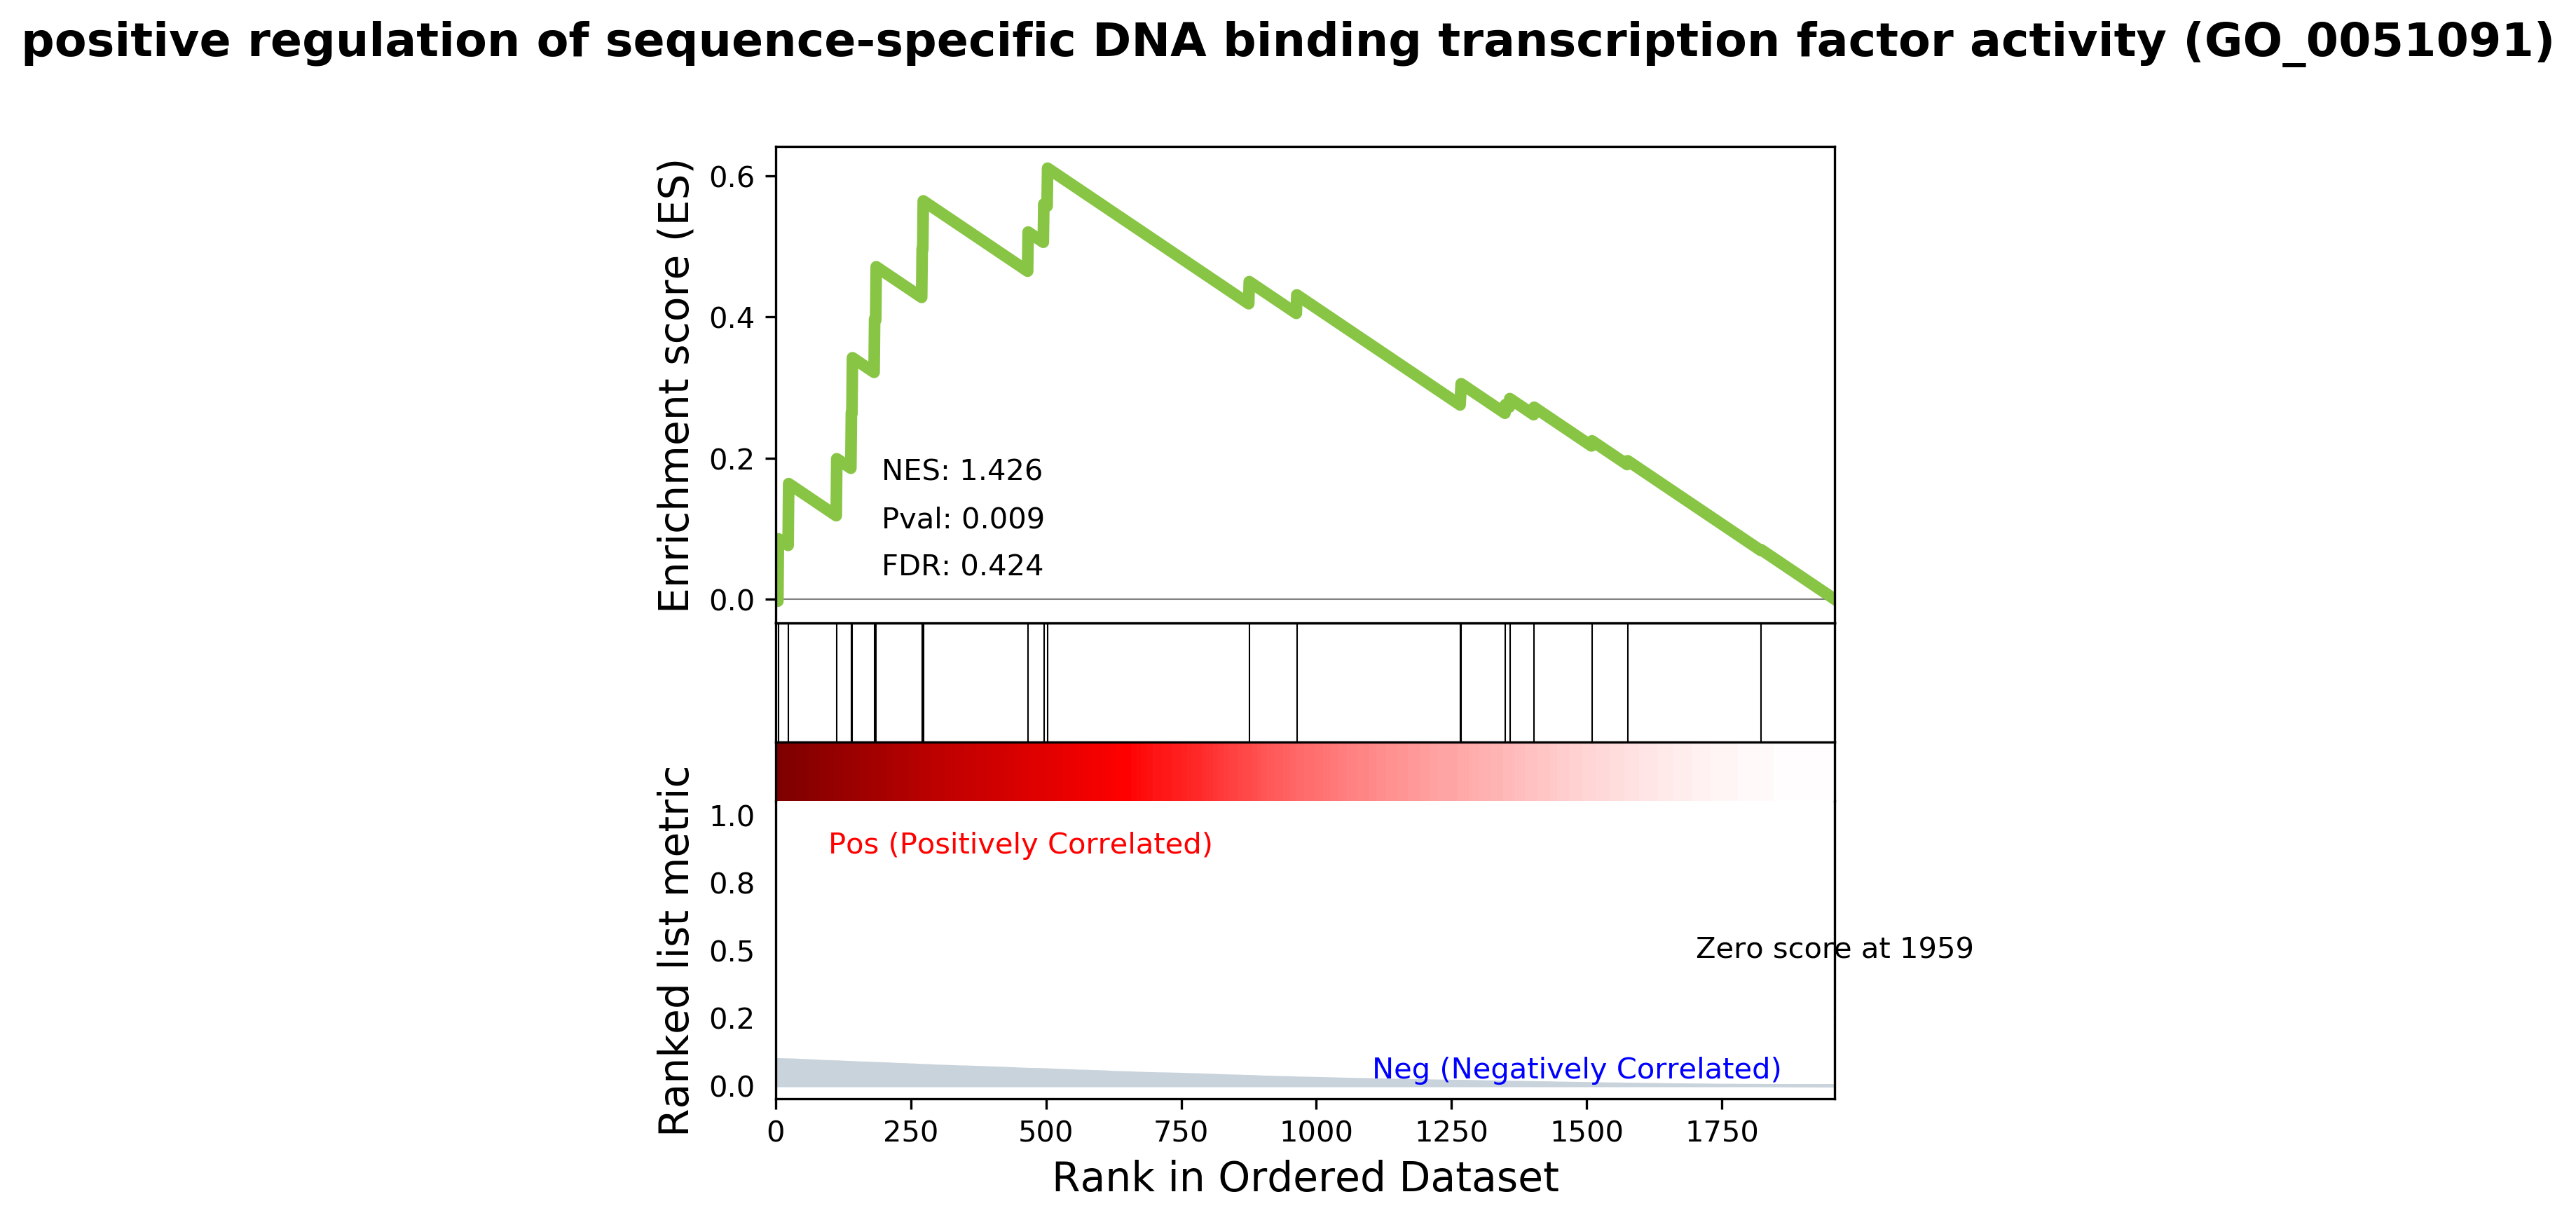 positive regulation of sequence-specific DNA binding transcription factor activity (GO_0051091)
Enrichment score (ES)
0.6
0.4
0.2
0.0
NES: 1.426
Pval: 0.009
FDR: 0.424
Ranked list metric
1.0
0.8
0.5
0.2
0.0
Pos (Positively Correlated)
Zero score at 1959
Neg (Negatively Correlated)
0 250 500 750 1000 1250 1500 1750
Rank in Ordered Dataset